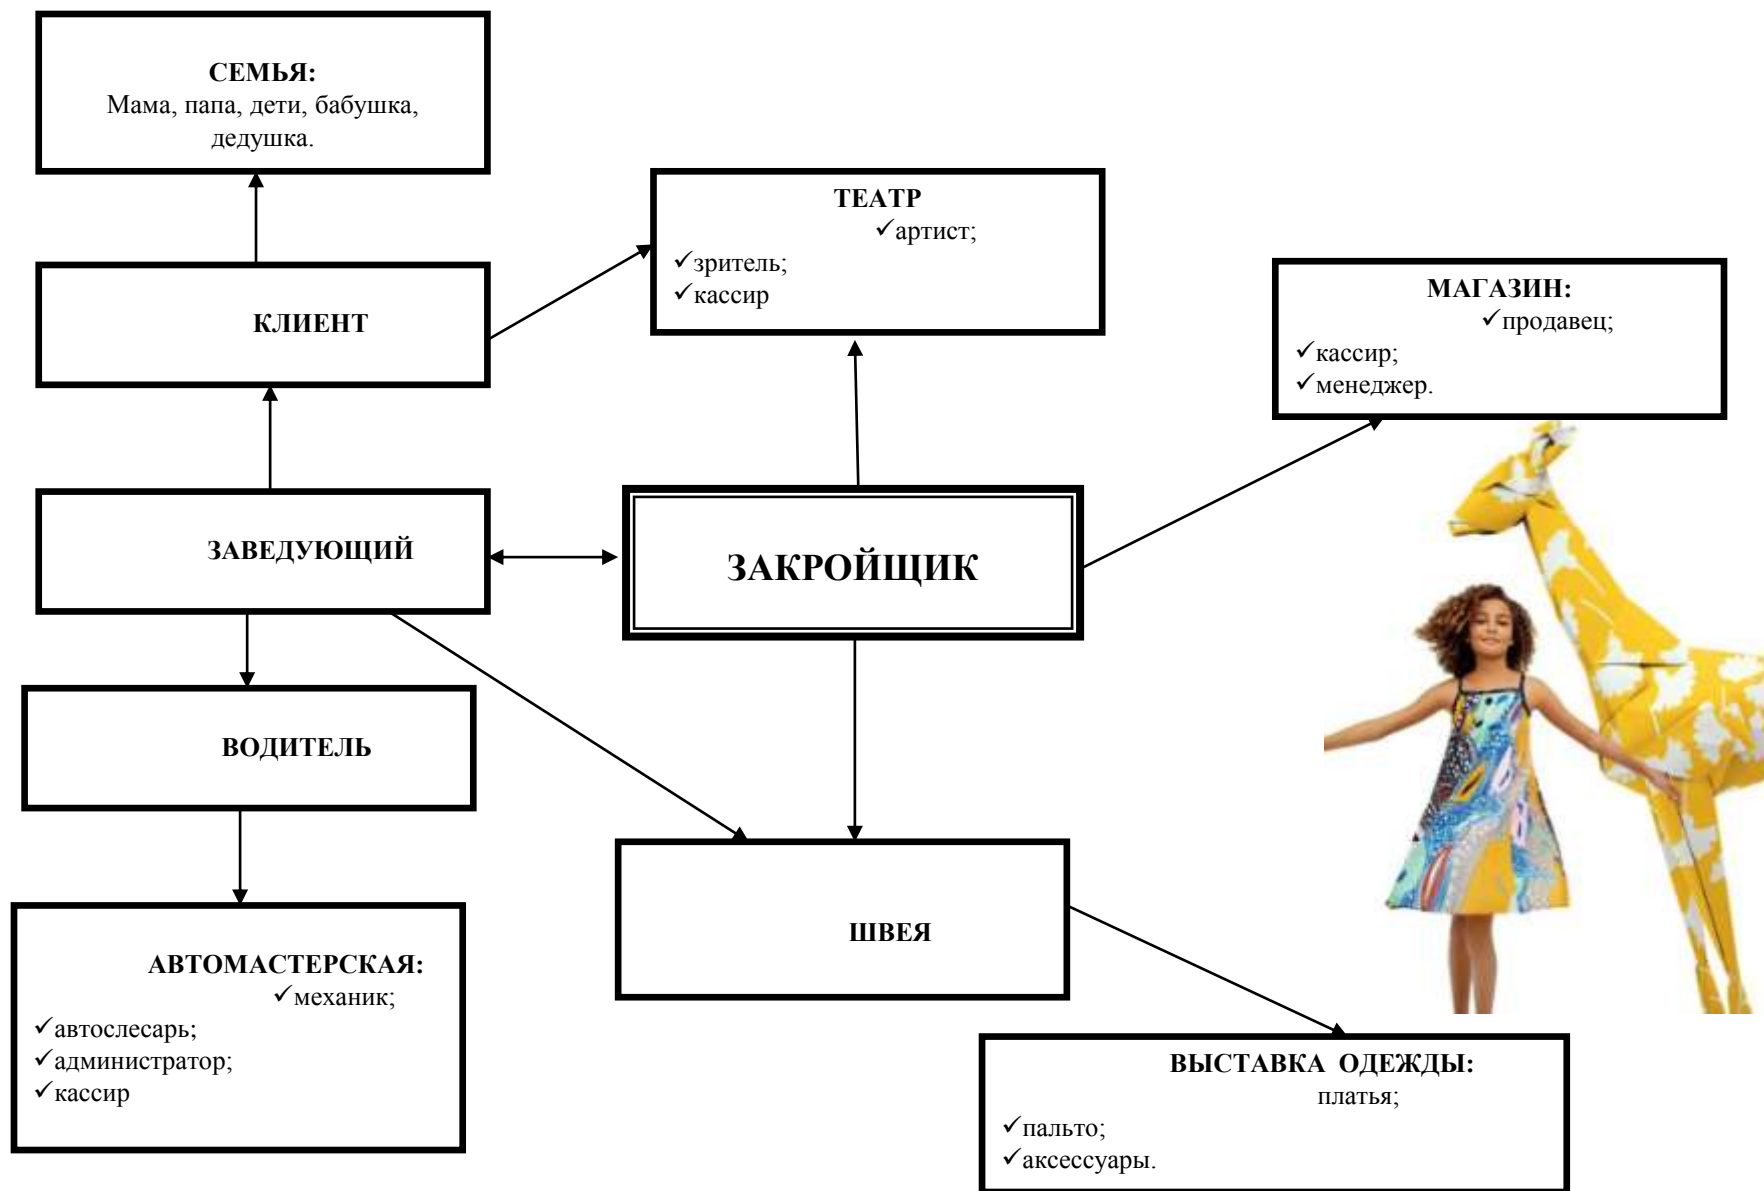 СЕМЬЯ:
Мама, папа, дети, бабушка,
дедушка.
ТЕАТР
✓артист;
✓зритель;
✓кассир
КЛИЕНТ
МАГАЗИН:
✓продавец;
✓кассир;
✓менеджер.
ЗАВЕДУЮЩИЙ
ЗАКРОЙЩИК
ВОДИТЕЛЬ
ШВЕЯ
АВТОМАСТЕРСКАЯ:
✓механик;
✓автослесарь;
✓администратор;
✓кассир
ВЫСТАВКА ОДЕЖДЫ:
платья;
✓пальто;
✓аксессуары.